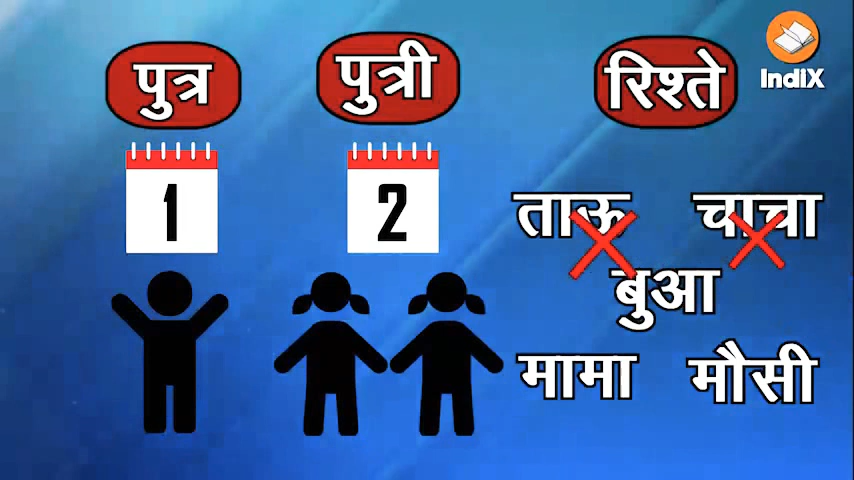 पुत्र पुत्री रिश्ते
IndiX
1 2
ताऊ चाचा
बुआ
मामा मौसी